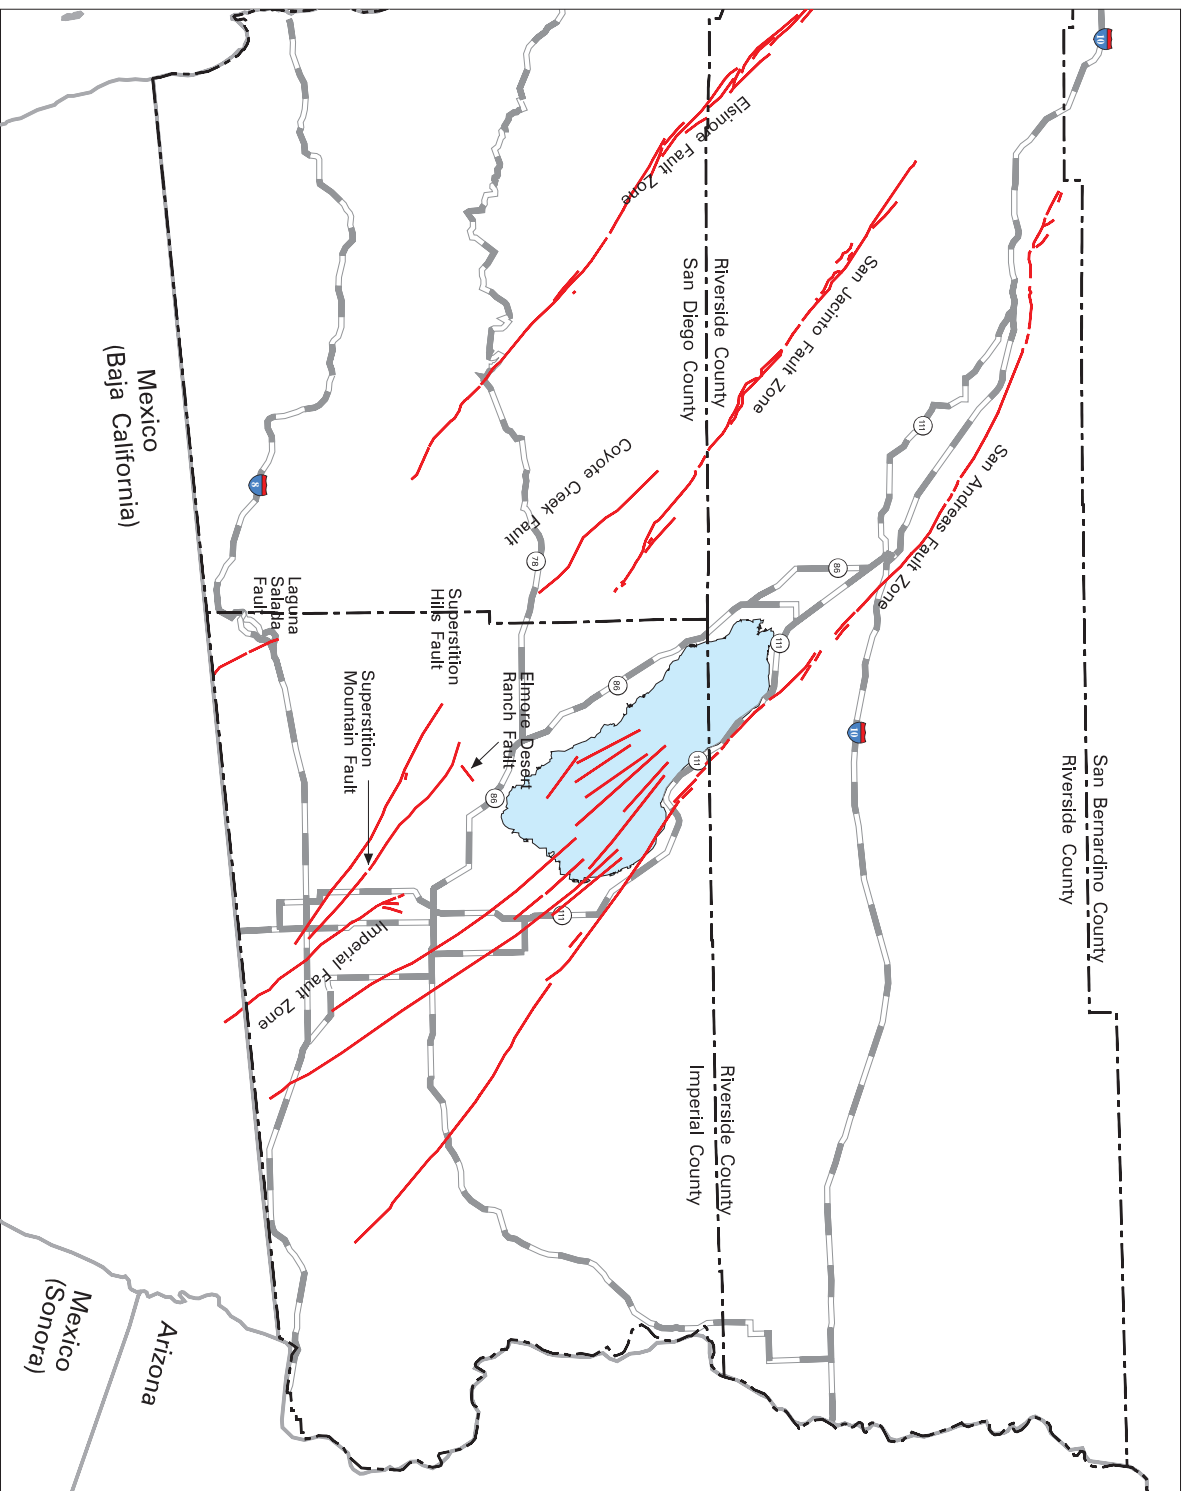 10
San Bernardino County
Riverside County
San Andreas Fault Zone
111
10
86
111
111
San Jacinto Fault Zone
Riverside County
San Diego County
Riverside County
Imperial County
Elsinore Fault Zone
Coyote Creek Fault
78
86
Elmore Desert
Ranch Fault
86
111
Superstition
Hills Fault
Superstition
Mountain Fault
Imperial Fault Zone
Laguna
Salada
Fault
8
Mexico
(Baja California)
Arizona
Mexico
(Sonora)